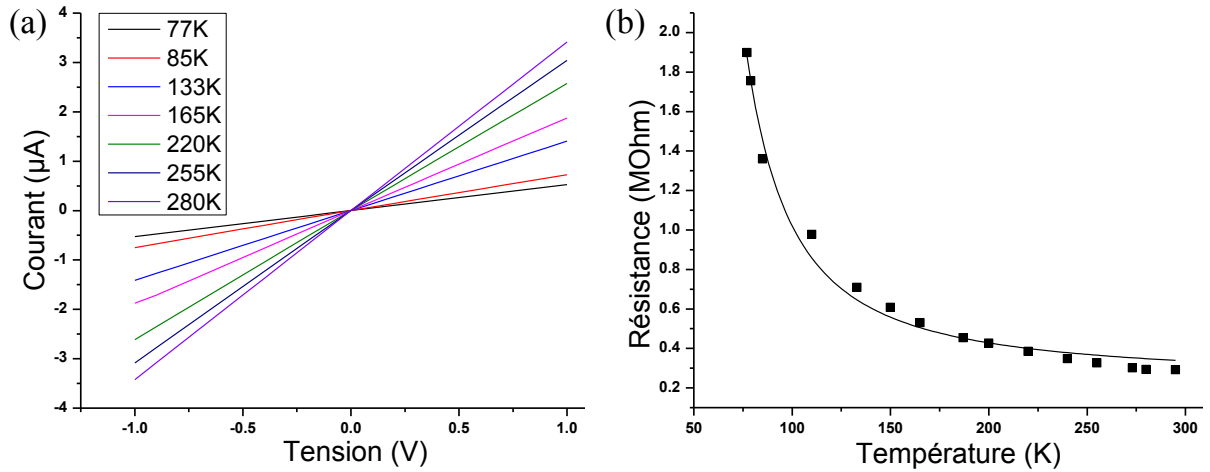 (a)
4
3
2
1
0
-1
-2
-3
-4
Courant (µA)
77K
85K
133K
165K
220K
255K
280K
-1.0 -0.5 0.0 0.5 1.0
Tension (V)
(b)
2.0
1.8
1.6
1.4
1.2
1.0
0.8
0.6
0.4
0.2
Résistance (MOhm)
50 100 150 200 250 300
Température (K)